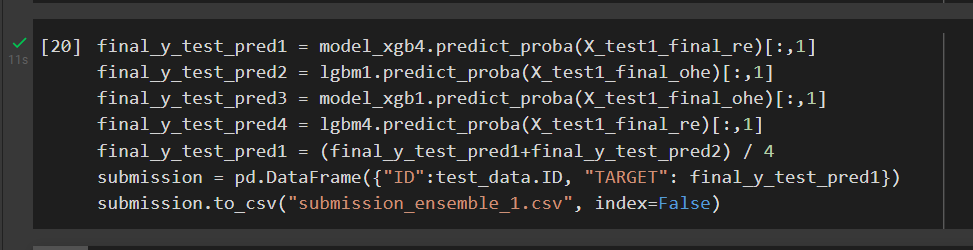 [20] final_y_test_pred1 = model_xgb4.predict_proba(X_test1_final_re)[:,1]
11s
final_y_test_pred2 = lgbm1.predict_proba(X_test1_final_ohe)[:,1]
final_y_test_pred3 = model_xgb1.predict_proba(X_test1_final_ohe)[:,1]
final_y_test_pred4 = lgbm4.predict_proba(X_test1_final_re)[:,1]
final_y_test_pred1 = (final_y_test_pred1+final_y_test_pred2) / 4
submission = pd.DataFrame({"ID":test_data.ID, "TARGET": final_y_test_pred1})
submission.to_csv("submission_ensemble_1.csv", index=False)